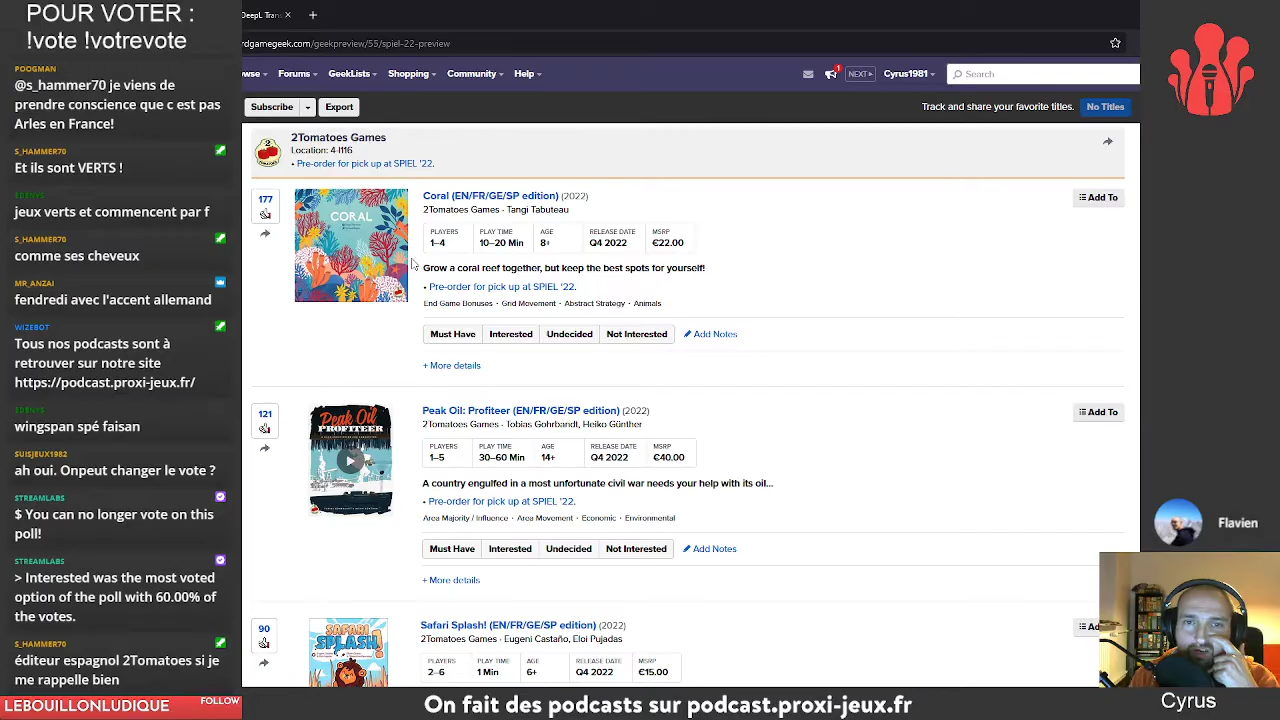 POUR VOTER :
!vote !votrevote
POOGMAN
@s_hammer70 je viens de
prendre conscience que c est pas
Arles en France!
S_HAMMER70
Et ils sont VERTS !
EDENYS
jeux verts et commencent par f
S_HAMMER70
comme ses cheveux
MR_ANZAI
fendredi avec l'accent allemand
WIZEBOT
Tous nos podcasts sont à
retrouver sur notre site
https://podcast.proxi-jeux.fr/
EDENYS
wingspan spé faisan
SUISJEUX1982
ah oui. Onpeut changer le vote ?
STREAMLABS
$ You can no longer vote on this
poll!
STREAMLABS
> Interested was the most voted
option of the poll with 60.00% of
the votes.
S_HAMMER70
éditeur espagnol 2Tomatoes si je
me rappelle bien
LEBOUILLONLUDIQUE FOLLOW
DeepL Trans × +
rdgamegeek.com/geekpreview/55/spiel-22-preview
wse Forums GeekLists Shopping Community Help 1 NEXT Cyrus1981 Search
Subscribe Export Track and share your favorite titles. No Titles
2Tomatoes Games
Location: 4-I116
• Pre-order for pick up at SPIEL '22.
177
Coral (EN/FR/GE/SP edition) (2022) Add To
CORAL
2Tomatoes Games · Tangi Tabuteau
PLAYERS PLAY TIME AGE RELEASE DATE MSRP
1–4 10–20 Min 8+ Q4 2022 €22.00
Grow a coral reef together, but keep the best spots for yourself!
• Pre-order for pick up at SPIEL '22.
End Game Bonuses · Grid Movement · Abstract Strategy · Animals
Must Have Interested Undecided Not Interested Add Notes
+ More details
121
Peak Oil: Profiteer (EN/FR/GE/SP edition) (2022) Add To
Peak Oil
PROFITEER
2Tomatoes Games · Tobias Gohrbandt, Heiko Günther
PLAYERS PLAY TIME AGE RELEASE DATE MSRP
1–5 30–60 Min 14+ Q4 2022 €40.00
A country engulfed in a most unfortunate civil war needs your help with its oil...
• Pre-order for pick up at SPIEL '22.
Area Majority / Influence · Area Movement · Economic · Environmental
Must Have Interested Undecided Not Interested Add Notes
+ More details
90
Safari Splash! (EN/FR/GE/SP edition) (2022) Ad
SAFARI
SPLASH!
2Tomatoes Games · Eugeni Castaño, Eloi Pujadas
PLAYERS PLAY TIME AGE RELEASE DATE MSRP
2–6 1 Min 6+ Q4 2022 €15.00
Flavien
On fait des podcasts sur podcast.proxi-jeux.fr
Cyrus